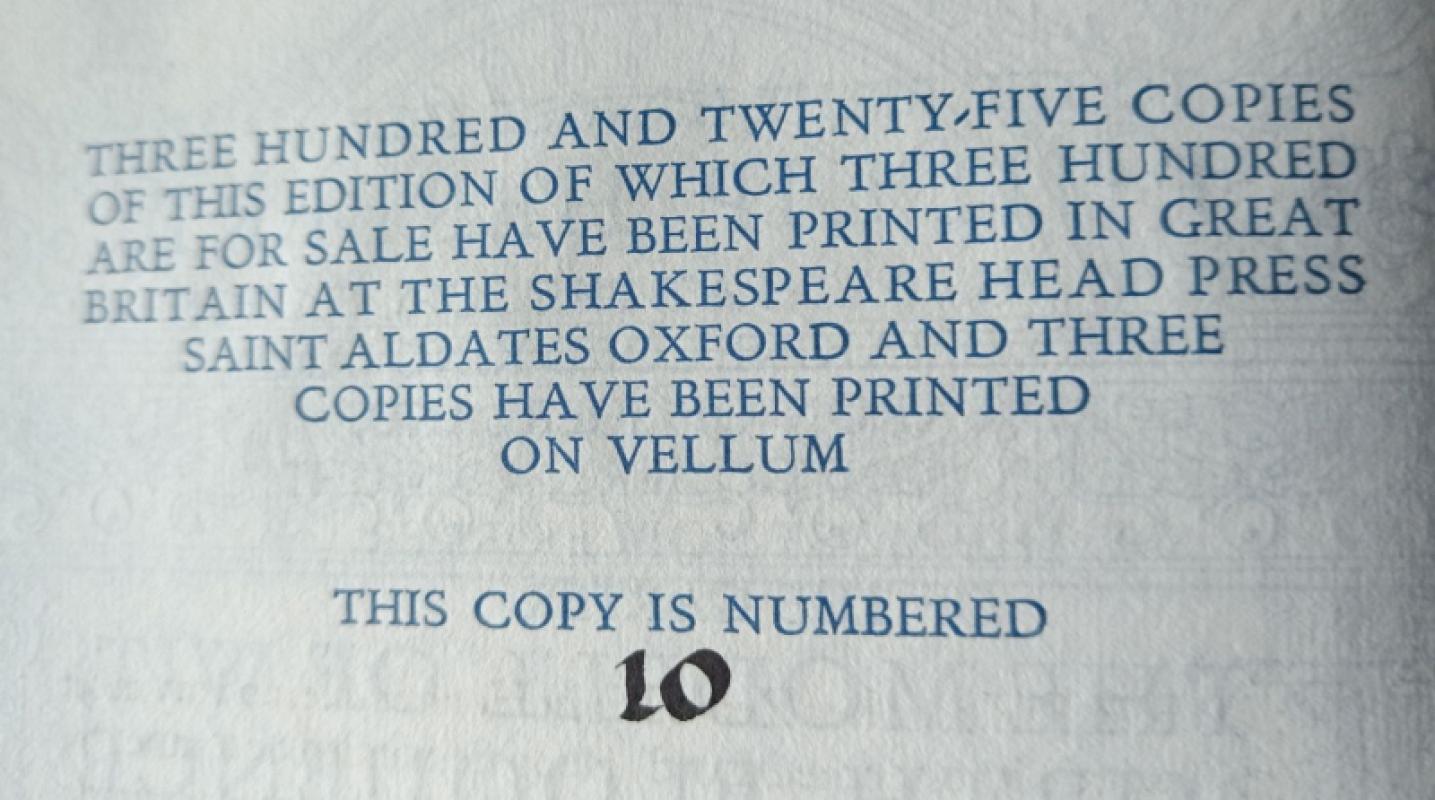 THREE HUNDRED AND TWENTY-FIVE COPIES
OF THIS EDITION OF WHICH THREE HUNDRED
ARE FOR SALE HAVE BEEN PRINTED IN GREAT
BRITAIN AT THE SHAKESPEARE HEAD PRESS
SAINT ALDATES OXFORD AND THREE
COPIES HAVE BEEN PRINTED
ON VELLUM
THIS COPY IS NUMBERED
10